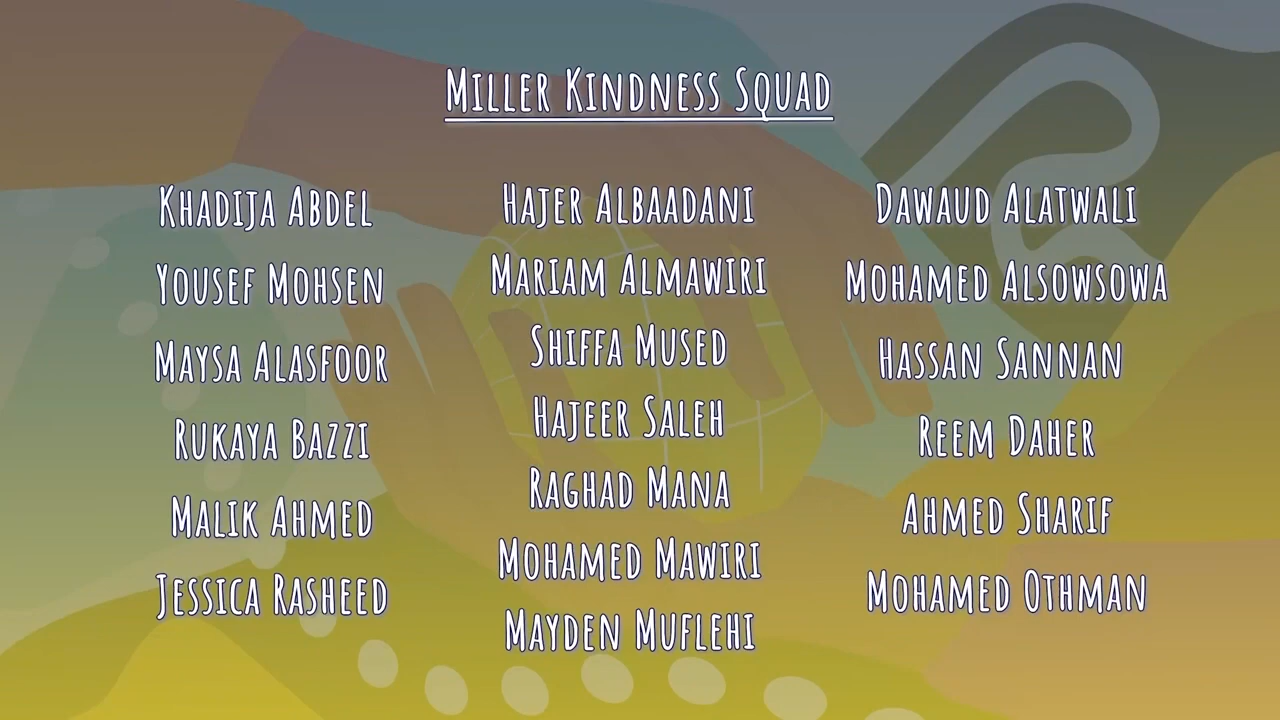 Miller Kindness Squad
Khadija Abdel
Yousef Mohsen
Maysa Alasfoor
Rukaya Bazzi
Malik Ahmed
Jessica Rasheed
Hajer Albaadani
Mariam Almawiri
Shiffa Mused
Hajeer Saleh
Raghad Mana
Mohamed Mawiri
Mayden Muflehi
Dawaud Alatwali
Mohamed Alsowsowa
Hassan Sannan
Reem Daher
Ahmed Sharif
Mohamed Othman